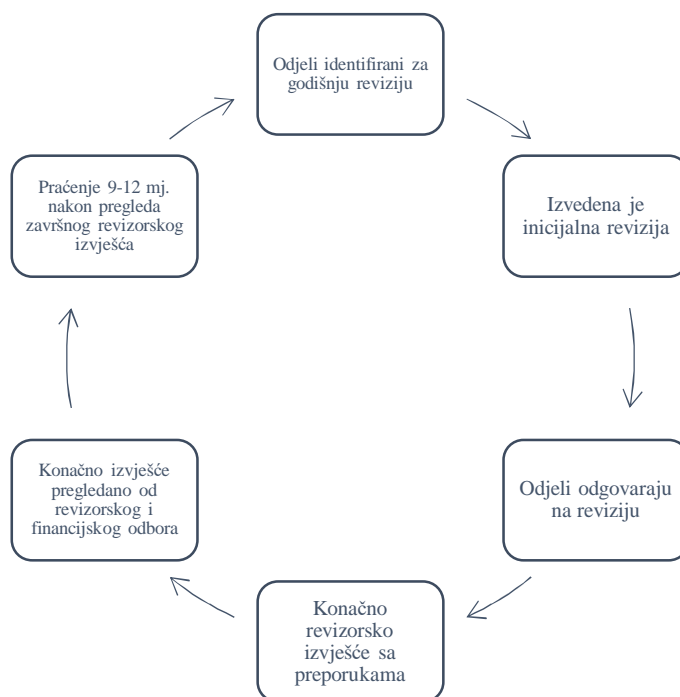 Odjeli identifirani za
godišnju reviziju
Izvedena je
inicijalna revizija
Odjeli odgovaraju
na reviziju
Konačno
revizorsko
izvješće sa
preporukama
Konačno izvješće
pregledano od
revizorskog i
financijskog odbora
Praćenje 9-12 mj.
nakon pregleda
završnog revizorskog
izvješća